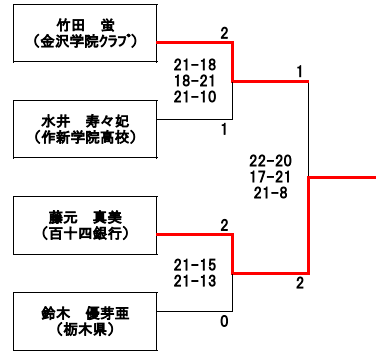 竹田　蛍
（金沢学院ｸﾗﾌﾞ）
2
21-18
18-21
21-10
水井　寿々妃
（作新学院高校）
1
1
22-20
17-21
21-8
藤元　真美
（百十四銀行）
2
21-15
21-13
2
鈴木　優芽亜
（栃木県）
0